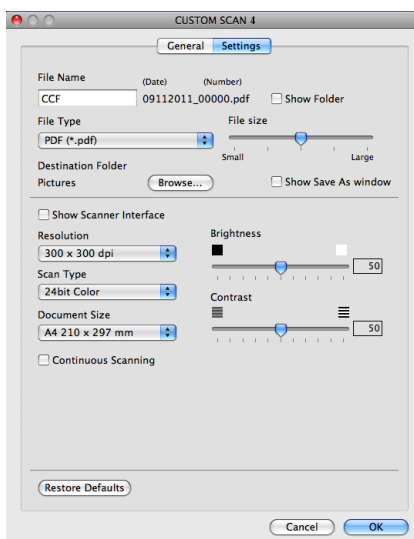 CUSTOM SCAN 4
General Settings
File Name (Date) (Number)
CCF 09112011_00000.pdf Show Folder
File Type File size
PDF (*.pdf)
Small Large
Destination Folder
Pictures Browse... Show Save As window
Show Scanner Interface
Resolution Brightness
300 x 300 dpi
50
Scan Type
24bit Color
Contrast
Document Size
A4 210 x 297 mm 50
Continuous Scanning
Restore Defaults
Cancel OK